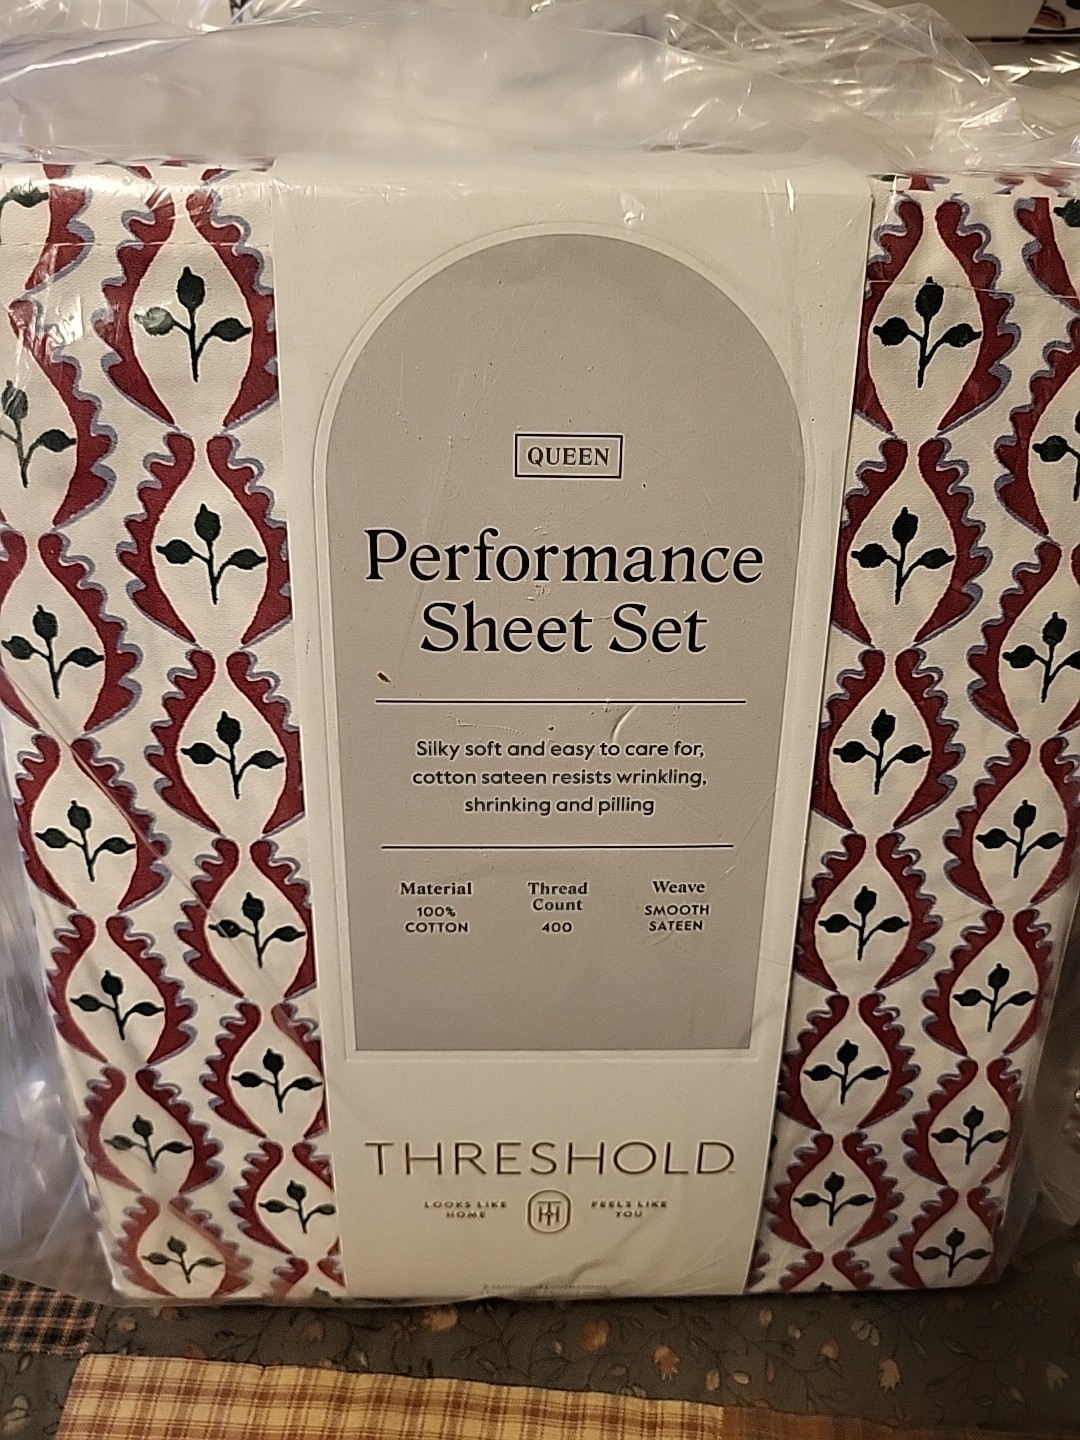 QUEEN
Performance
Sheet Set
Silky soft and easy to care for,
cotton sateen resists wrinkling,
shrinking and pilling
Material
100%
COTTON
Thread
Count
400
Weave
SMOOTH
SATEEN
THRESHOLD
LOOKS LIKE
HOME
FEELS LIKE
YOU